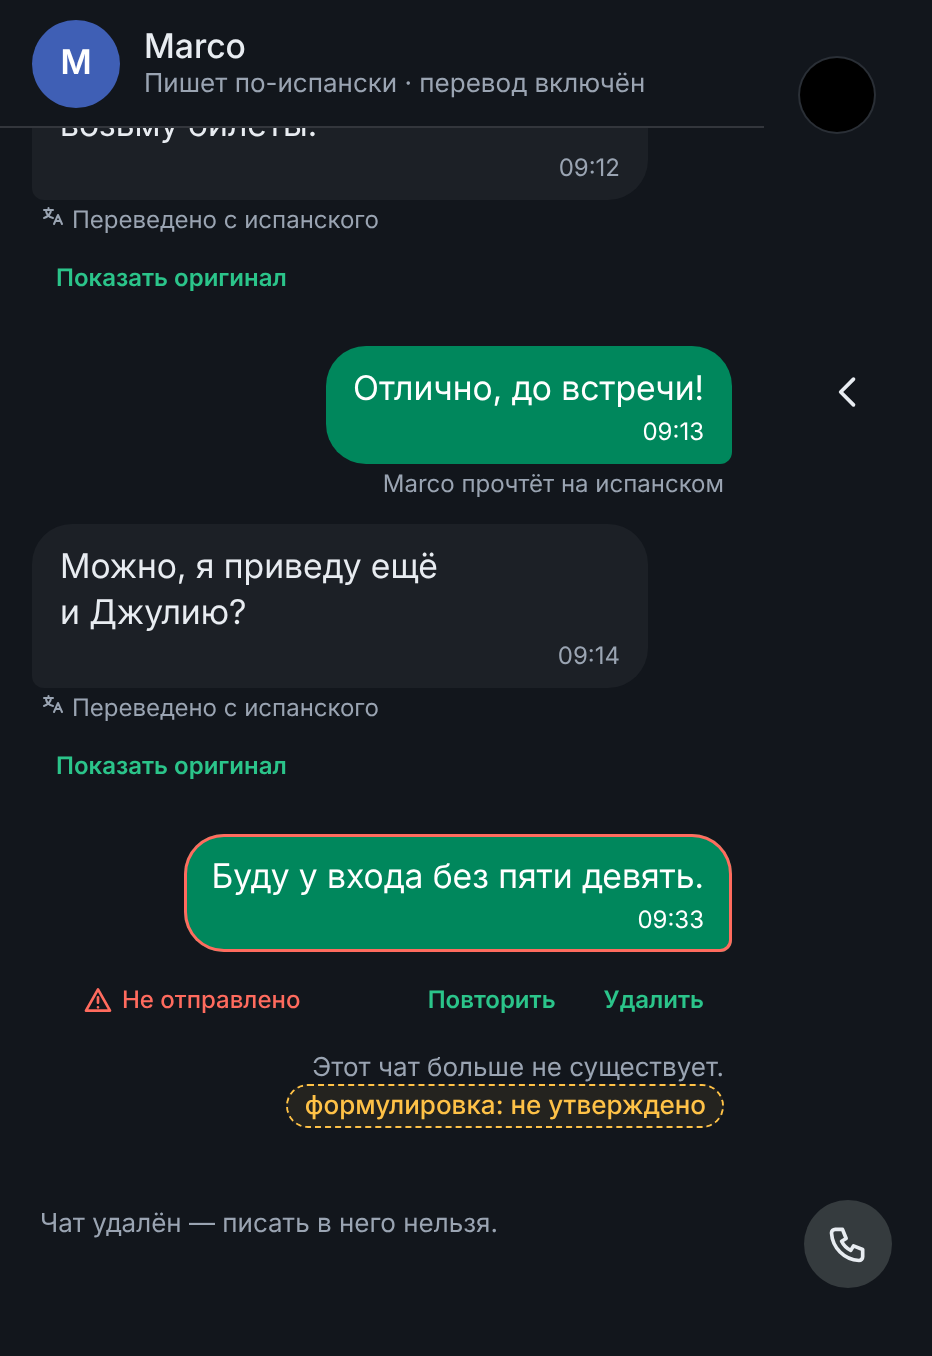 M
Marco
Пишет по-испански · перевод включён
возьму билеты.
09:12
Переведено с испанского
Показать оригинал
Отлично, до встречи!
09:13
Marco прочтёт на испанском
Можно, я приведу ещё
и Джулию?
09:14
Переведено с испанского
Показать оригинал
Буду у входа без пяти девять.
09:33
Не отправлено Повторить Удалить
Этот чат больше не существует.
формулировка: не утверждено
Чат удалён — писать в него нельзя.